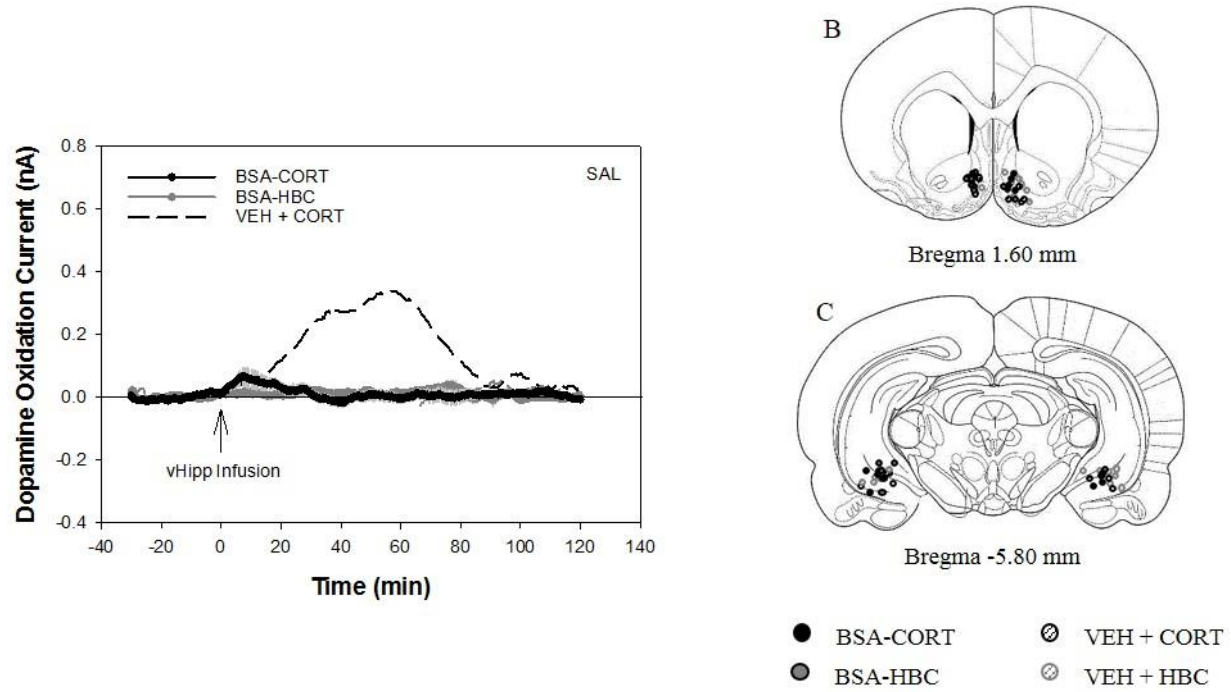 0.8
0.6
0.4
0.2
0.0
-0.2
-0.4
Dopamine Oxidation Current (nA)
BSA-CORT
BSA-HBC
VEH + CORT
SAL
vHipp Infusion
-40 -20 0 20 40 60 80 100 120 140
Time (min)
B
Bregma 1.60 mm
C
Bregma -5.80 mm
BSA-CORT
VEH + CORT
BSA-HBC
VEH + HBC